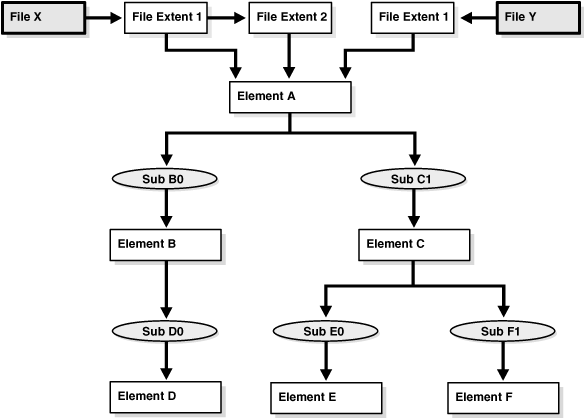 File X
File Extent 1
File Extent 2
File Extent 1
File Y
Element A
Sub B0
Sub C1
Element B
Element C
Sub D0
Sub E0
Sub F1
Element D
Element E
Element F